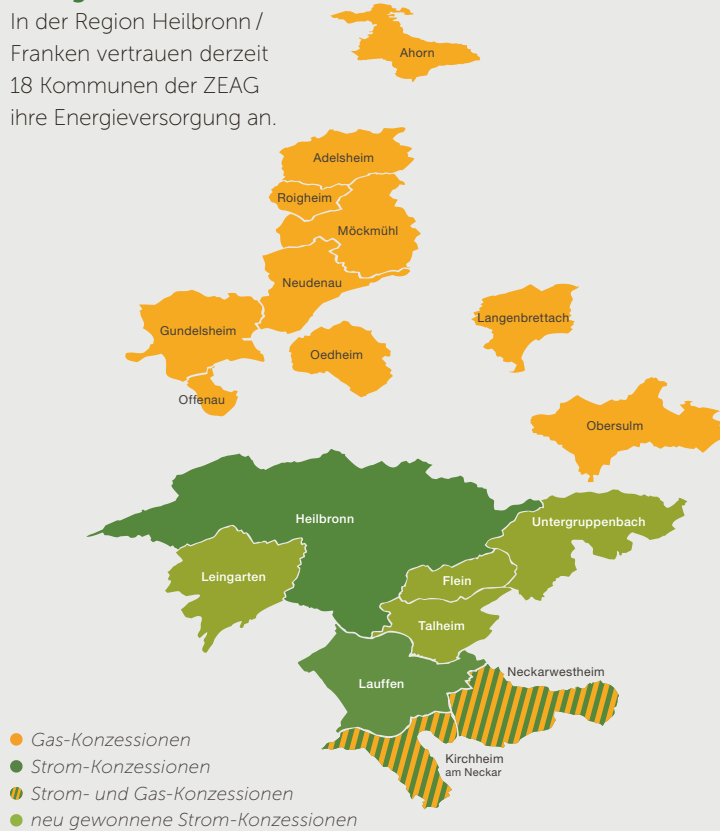 In der Region Heilbronn /
Franken vertrauen derzeit
18 Kommunen der ZEAG
ihre Energieversorgung an.
Ahorn
Adelsheim
Roigheim
Möckmühl
Neudenau
Langenbrettach
Gundelsheim
Oedheim
Offenau
Obersulm
Heilbronn
Untergruppenbach
Leingarten
Flein
Talheim
Neckarwestheim
Lauffen
Kirchheim
am Neckar
Gas-Konzessionen
Strom-Konzessionen
Strom- und Gas-Konzessionen
neu gewonnene Strom-Konzessionen